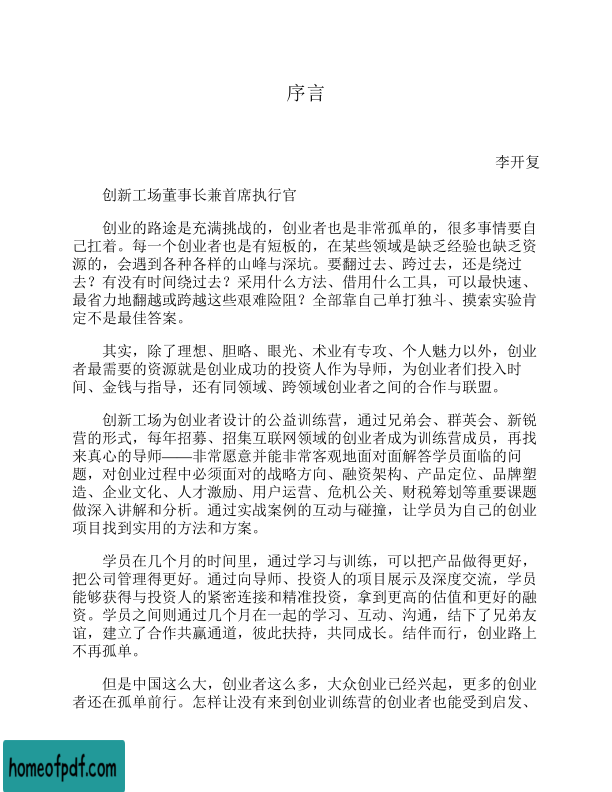 序言
李开复
创新工场董事长兼首席执行官
创业的路途是充满挑战的，创业者也是非常孤单的，很多事情要自
己扛着。每一个创业者也是有短板的，在某些领域是缺乏经验也缺乏资
源的，会遇到各种各样的山峰与深坑。要翻过去、跨过去，还是绕过
去？有没有时间绕过去？采用什么方法、借用什么工具，可以最快速、
最省力地翻越或跨越这些艰难险阻？全部靠自己单打独斗、摸索实验肯
定不是最佳答案。
其实，除了理想、胆略、眼光、术业有专攻、个人魅力以外，创业
者最需要的资源就是创业成功的投资人作为导师，为创业者们投入时
间、金钱与指导，还有同领域、跨领域创业者之间的合作与联盟。
创新工场为创业者设计的公益训练营，通过兄弟会、群英会、新锐
营的形式，每年招募、招集互联网领域的创业者成为训练营成员，再找
来真心的导师——非常愿意并能非常客观地面对面解答学员面临的问
题，对创业过程中必须面对的战略方向、融资架构、产品定位、品牌塑
造、企业文化、人才激励、用户运营、危机公关、财税筹划等重要课题
做深入讲解和分析。通过实战案例的互动与碰撞，让学员为自己的创业
项目找到实用的方法和方案。
学员在几个月的时间里，通过学习与训练，可以把产品做得更好，
把公司管理得更好。通过向导师、投资人的项目展示及深度交流，学员
能够获得与投资人的紧密连接和精准投资，拿到更高的估值和更好的融
资。学员之间则通过几个月在一起的学习、互动、沟通，结下了兄弟友
谊，建立了合作共赢通道，彼此扶持，共同成长。结伴而行，创业路上
不再孤单。
但是中国这么大，创业者这么多，大众创业已经兴起，更多的创业
者还在孤单前行。怎样让没有来到创业训练营的创业者也能受到启发、
homeofpdf.com